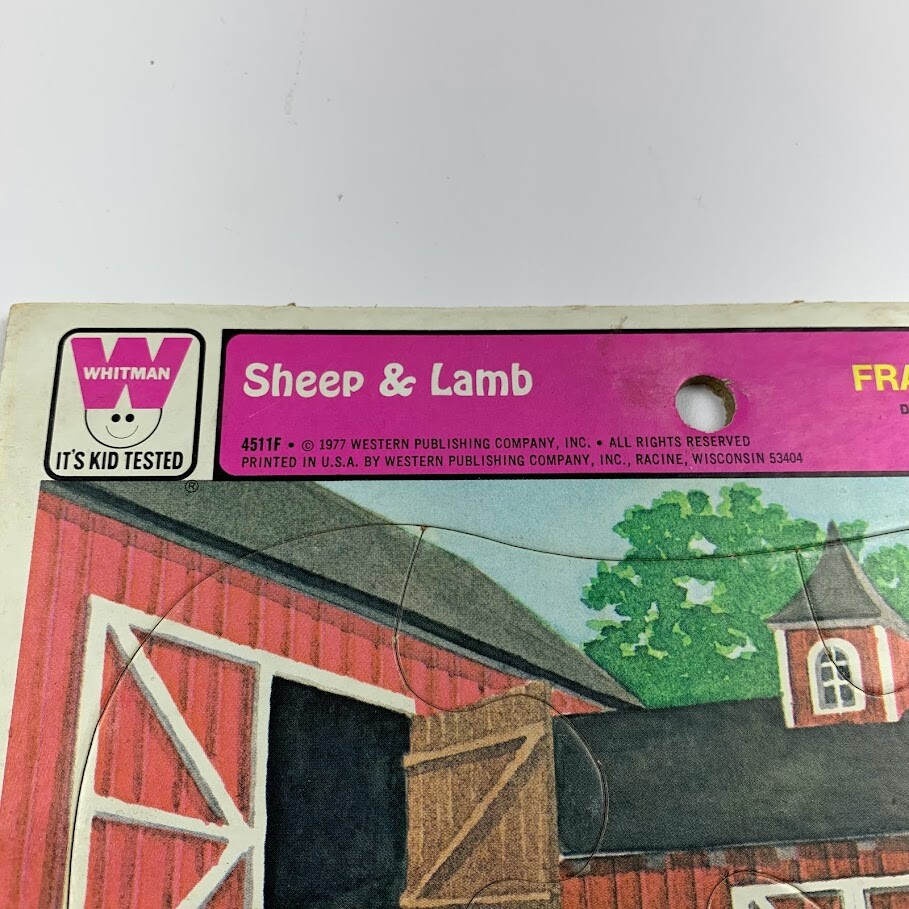 WHITMAN
IT'S KID TESTED
®
Sheep & Lamb
4511F • © 1977 WESTERN PUBLISHING COMPANY, INC. • ALL RIGHTS RESERVED
PRINTED IN U.S.A. BY WESTERN PUBLISHING COMPANY, INC., RACINE, WISCONSIN 53404
FRA